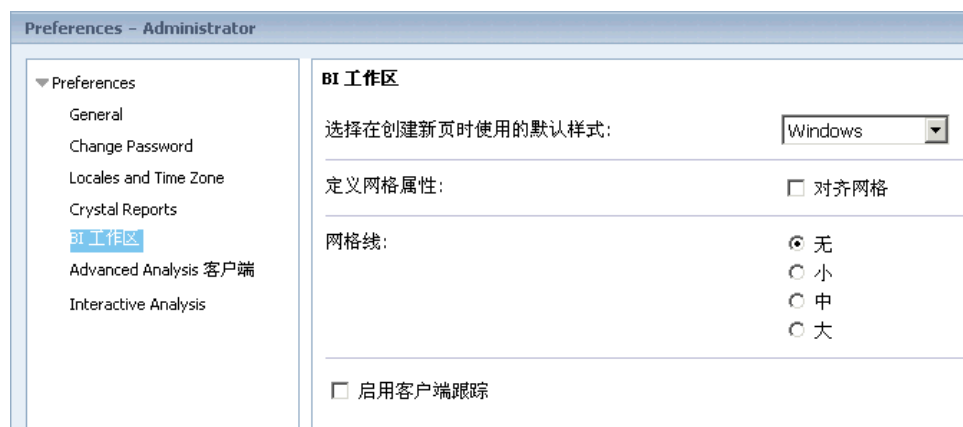 Preferences – Administrator
Preferences
General
Change Password
Locales and Time Zone
Crystal Reports
BI 工作区
Advanced Analysis 客户端
Interactive Analysis
BI 工作区
选择在创建新页时使用的默认样式:
Windows
定义网格属性:
对齐网格
网格线:
无
小
中
大
启用客户端跟踪